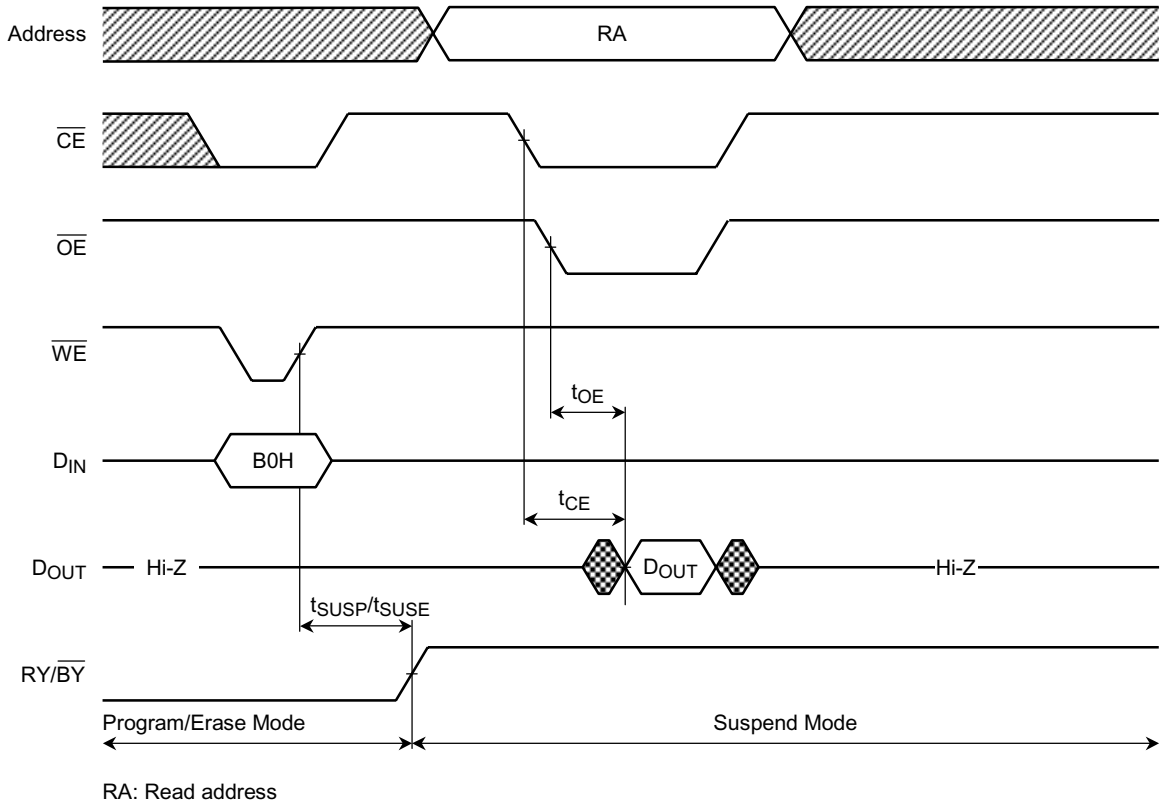 Address
RA
CE
OE
WE
tOE
DIN
B0H
tCE
DOUT
Hi-Z
DOUT
Hi-Z
tSUSP/tSUSE
RY/BY
Program/Erase Mode
Suspend Mode
RA: Read address